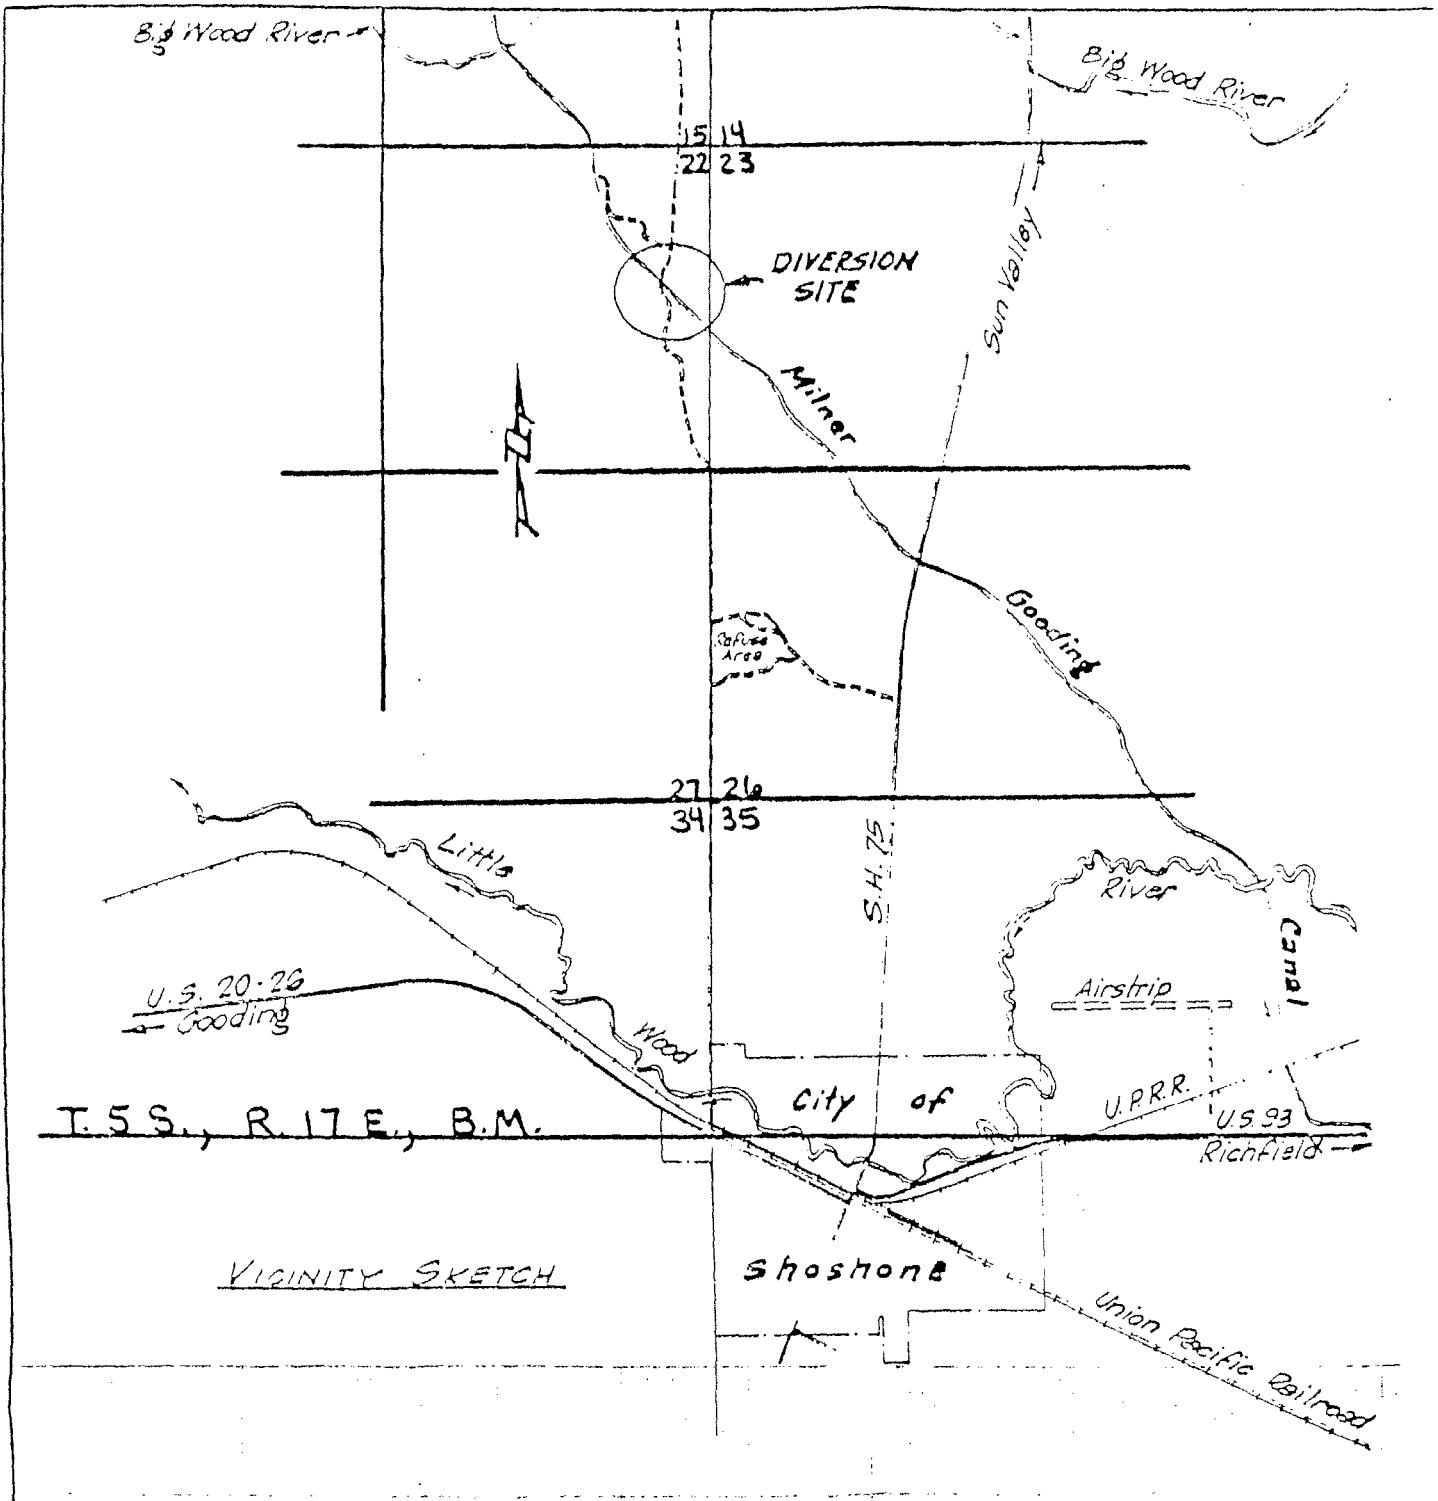 Big Wood River
Big Wood River
15 14
22 23
DIVERSION
SITE
Sun Valley
Milner
Gooding
Refuse
Area
27 26
34 35
Little
S.H. 75
River
Canal
U.S. 20-26
Gooding
Airstrip
Wood
City of
U.P.R.R.
T. 5 S., R. 17 E., B.M.
U.S. 93
Richfield
VICINITY SKETCH
Shoshone
Union Pacific Railroad